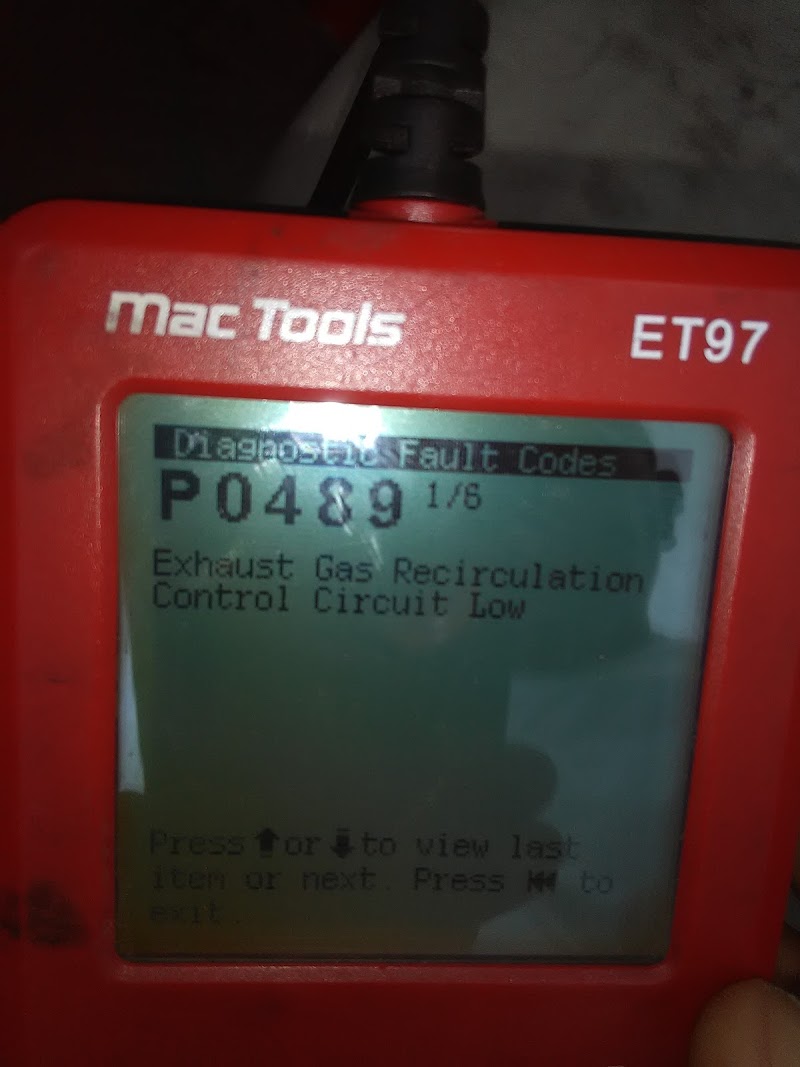 mac Tools
ET97
Diagnostic Fault Codes
P0489 1/6
Exhaust Gas Recirculation
Control Circuit Low
Press ⬆ or ⬇ to view last
item or next. Press ⏮ to
exit.